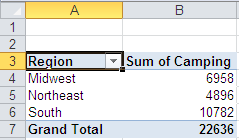 A B
1
2
3 Region Sum of Camping
4 Midwest 6958
5 Northeast 4896
6 South 10782
7 Grand Total 22636